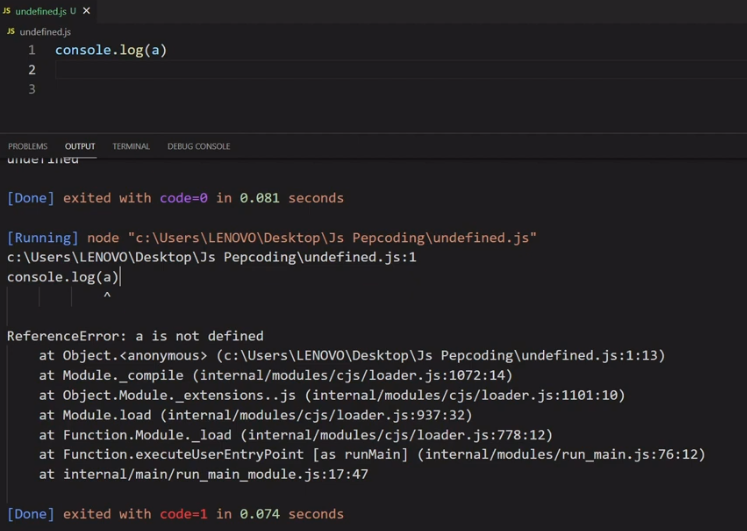 JS undefined.js U ×
JS undefined.js
1 console.log(a)
2
3
PROBLEMS OUTPUT TERMINAL DEBUG CONSOLE
undefined
[Done] exited with code=0 in 0.081 seconds
[Running] node "c:\Users\LENOVO\Desktop\Js Pepcoding\undefined.js"
c:\Users\LENOVO\Desktop\Js Pepcoding\undefined.js:1
console.log(a)
^
ReferenceError: a is not defined
at Object.<anonymous> (c:\Users\LENOVO\Desktop\Js Pepcoding\undefined.js:1:13)
at Module._compile (internal/modules/cjs/loader.js:1072:14)
at Object.Module._extensions..js (internal/modules/cjs/loader.js:1101:10)
at Module.load (internal/modules/cjs/loader.js:937:32)
at Function.Module._load (internal/modules/cjs/loader.js:778:12)
at Function.executeUserEntryPoint [as runMain] (internal/modules/run_main.js:76:12)
at internal/main/run_main_module.js:17:47
[Done] exited with code=1 in 0.074 seconds